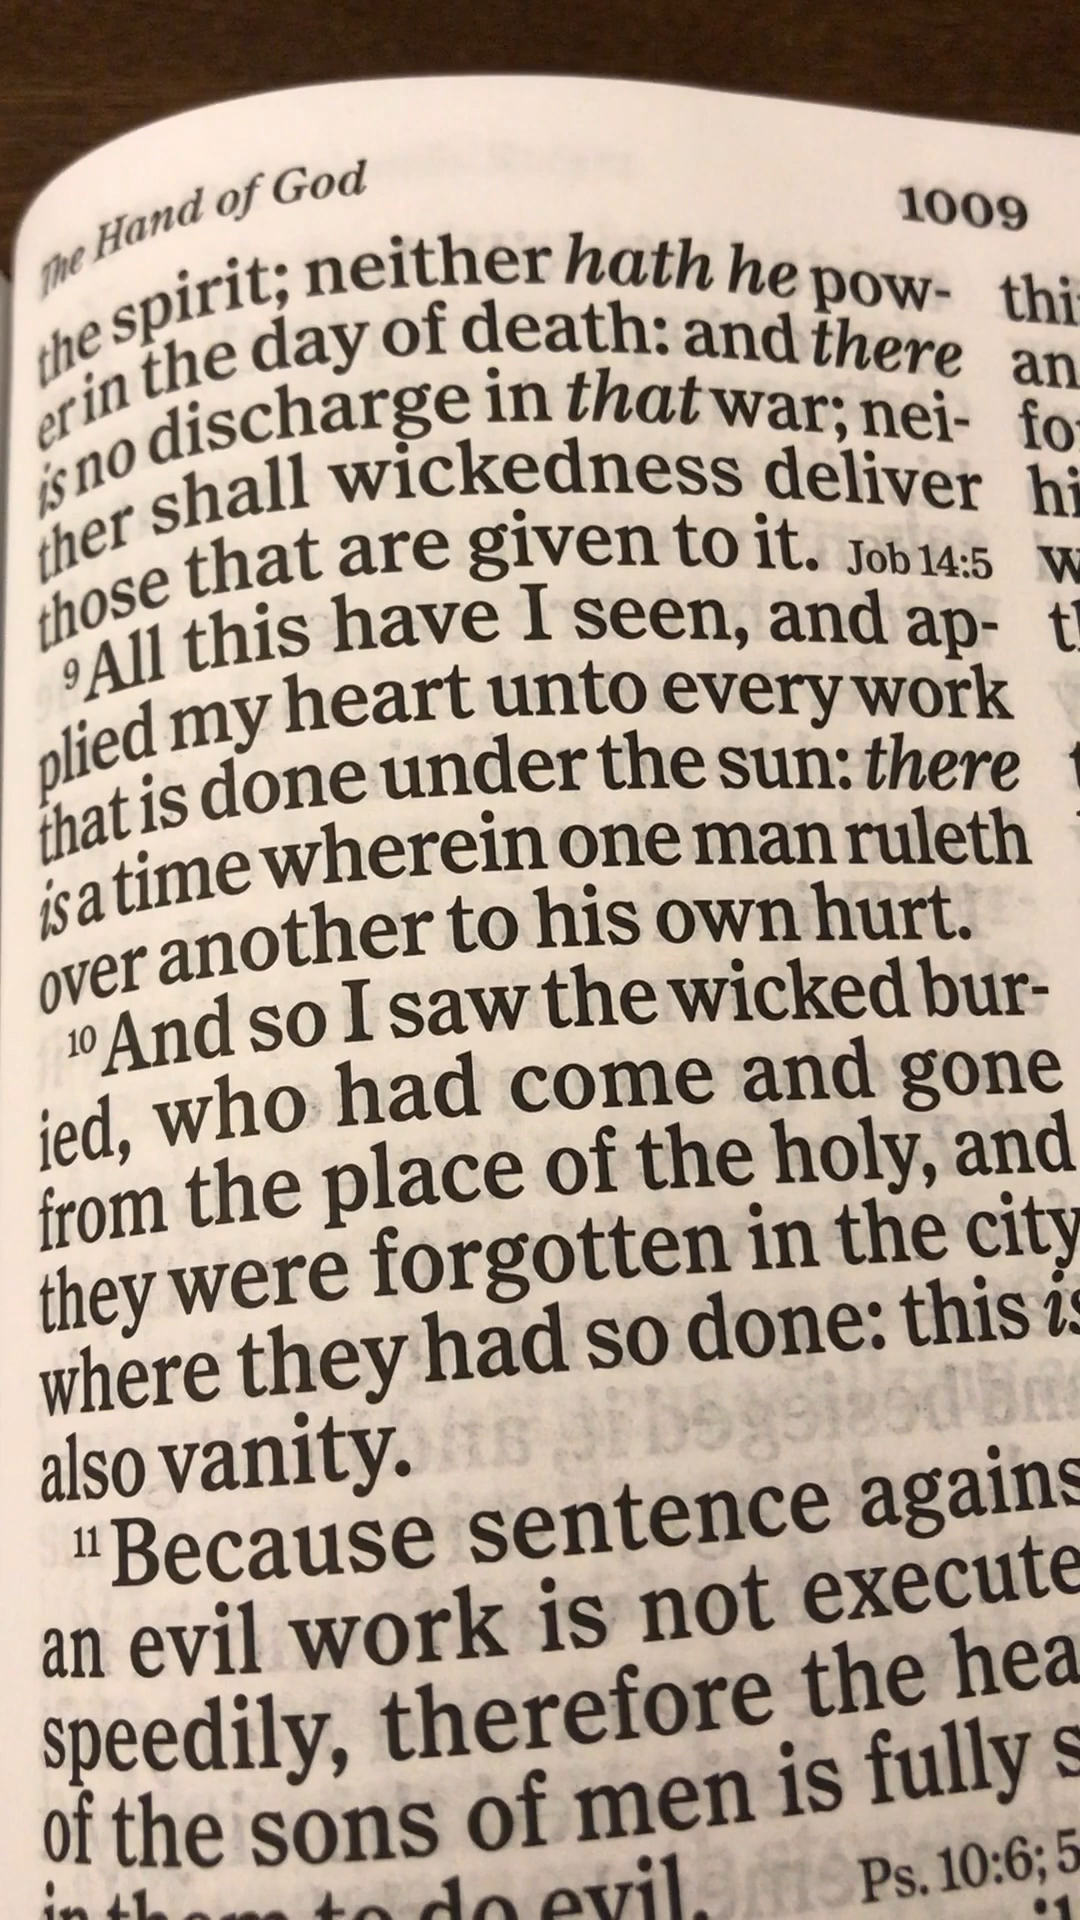 The Hand of God
1009
the spirit; neither hath he pow-
er in the day of death: and there
is no discharge in that war; nei-
ther shall wickedness deliver
those that are given to it. Job 14:5
9 All this have I seen, and ap-
plied my heart unto every work
that is done under the sun: there
is a time wherein one man ruleth
over another to his own hurt.
10 And so I saw the wicked bur-
ied, who had come and gone
from the place of the holy, and
they were forgotten in the city
where they had so done: this is
also vanity.
11 Because sentence agains
an evil work is not execute
speedily, therefore the hea
of the sons of men is fully s
in them to do evil. Ps. 10:6; 5
thi
an
fo
hi
w